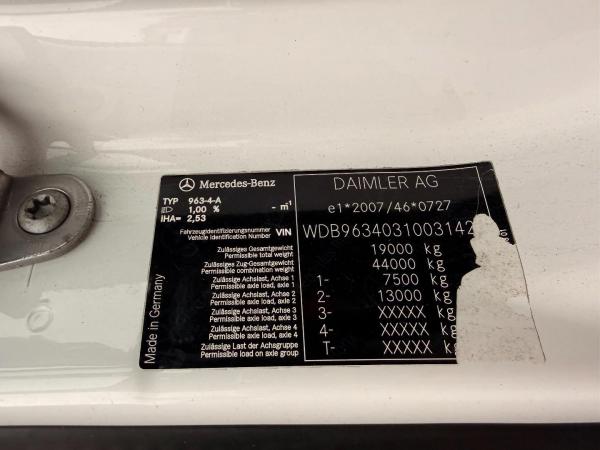 Mercedes-Benz
TYP 963-4-A
1,00 % - m¹
IHA= 2,53
DAIMLER AG
e1*2007/46*0727
Fahrzeugidentifizierungsnummer
Vehicle Identification Number VIN
WDB9634031003142
Zulässiges Gesamtgewicht
Permissible total weight
19000 kg
Zulässiges Zug-Gesamtgewicht
Permissible combination weight
44000 kg
Zulässige Achslast, Achse 1
Permissible axle load, axle 1
1- 7500 kg
Zulässige Achslast, Achse 2
Permissible axle load, axle 2
2- 13000 kg
Zulässige Achslast, Achse 3
Permissible axle load, axle 3
3- XXXXX kg
Zulässige Achslast, Achse 4
Permissible axle load, axle 4
4- XXXXX kg
Zulässige Last der Achsgruppe
Permissible load on axle group
T- XXXXX kg
Made in Germany